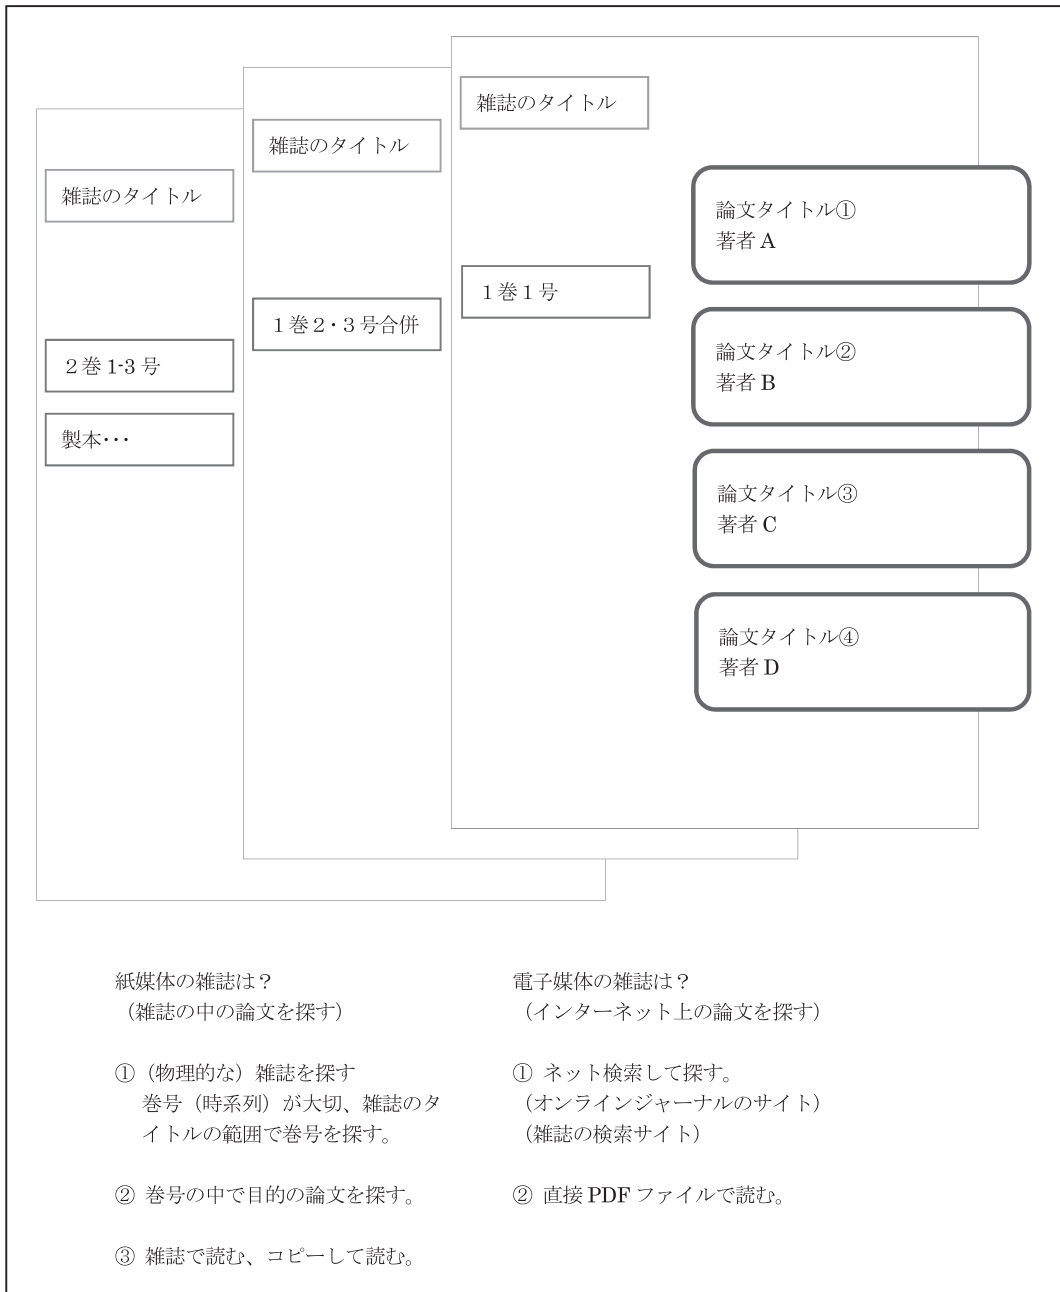 雑誌のタイトル
雑誌のタイトル
雑誌のタイトル
論文タイトル①
著者 A
１巻１号
１巻２・３号合併
論文タイトル②
著者 B
２巻 1-3 号
製本･･･
論文タイトル③
著者 C
論文タイトル④
著者 D
紙媒体の雑誌は？
（雑誌の中の論文を探す）
①（物理的な）雑誌を探す
巻号（時系列）が大切、雑誌のタ
イトルの範囲で巻号を探す。
② 巻号の中で目的の論文を探す。
③ 雑誌で読む、コピーして読む。
電子媒体の雑誌は？
（インターネット上の論文を探す）
① ネット検索して探す。
（オンラインジャーナルのサイト）
（雑誌の検索サイト）
② 直接 PDF ファイルで読む。